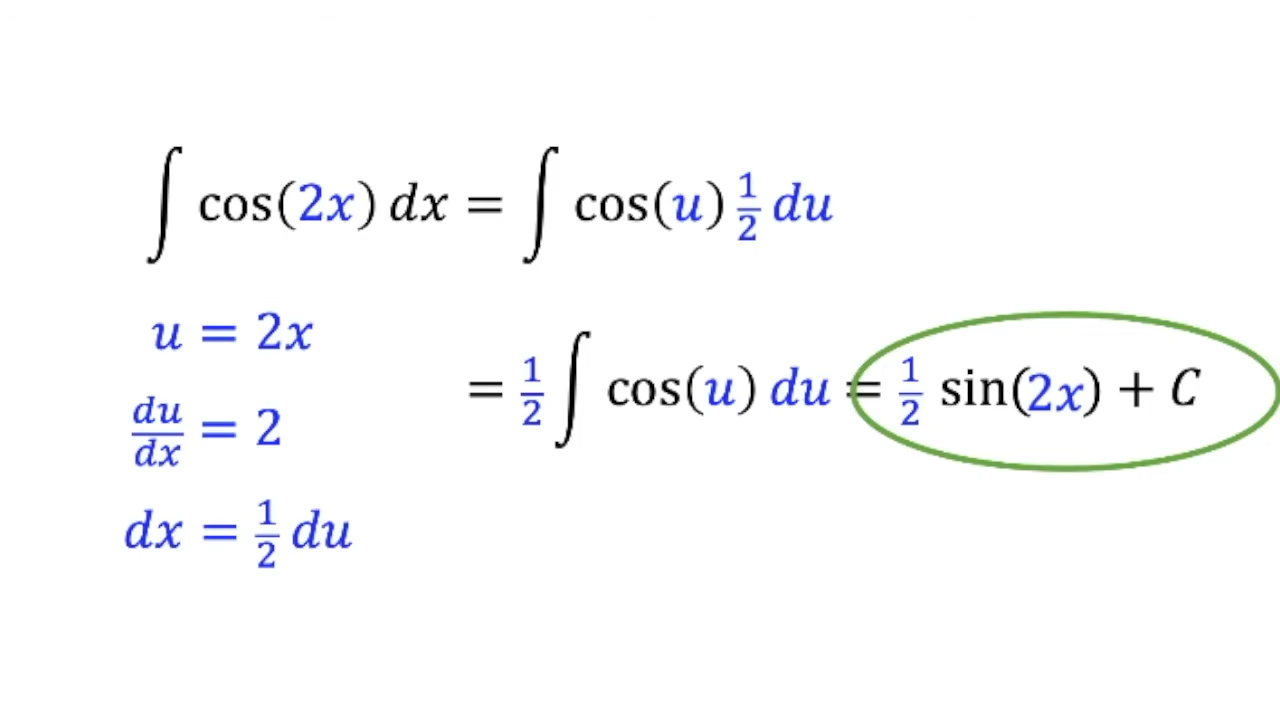 ∫ cos(2x) dx = ∫ cos(u) 1/2 du
u = 2x
= 1/2 ∫ cos(u) du = 1/2 sin(2x) + C
du/dx = 2
dx = 1/2 du